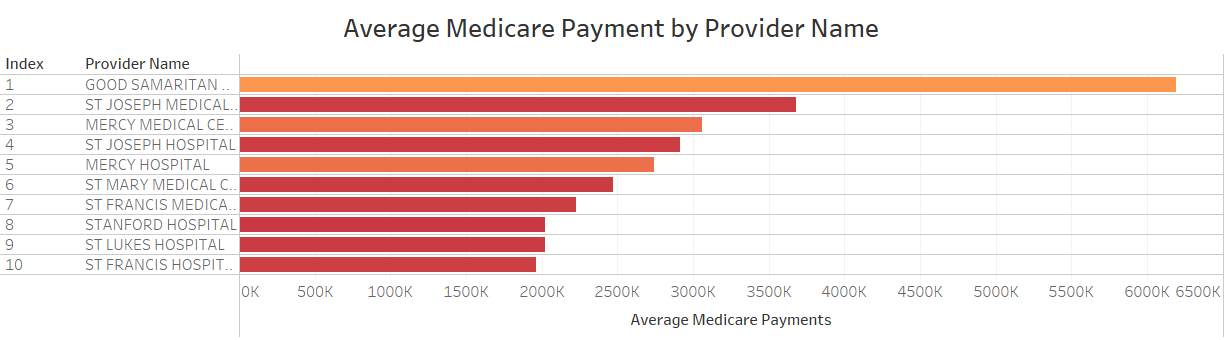 Average Medicare Payment by Provider Name
Index Provider Name
1 GOOD SAMARITAN ..
2 ST JOSEPH MEDICAL..
3 MERCY MEDICAL CE..
4 ST JOSEPH HOSPITAL
5 MERCY HOSPITAL
6 ST MARY MEDICAL C..
7 ST FRANCIS MEDICA..
8 STANFORD HOSPITAL
9 ST LUKES HOSPITAL
10 ST FRANCIS HOSPIT..
0K 500K 1000K 1500K 2000K 2500K 3000K 3500K 4000K 4500K 5000K 5500K 6000K 6500K
Average Medicare Payments